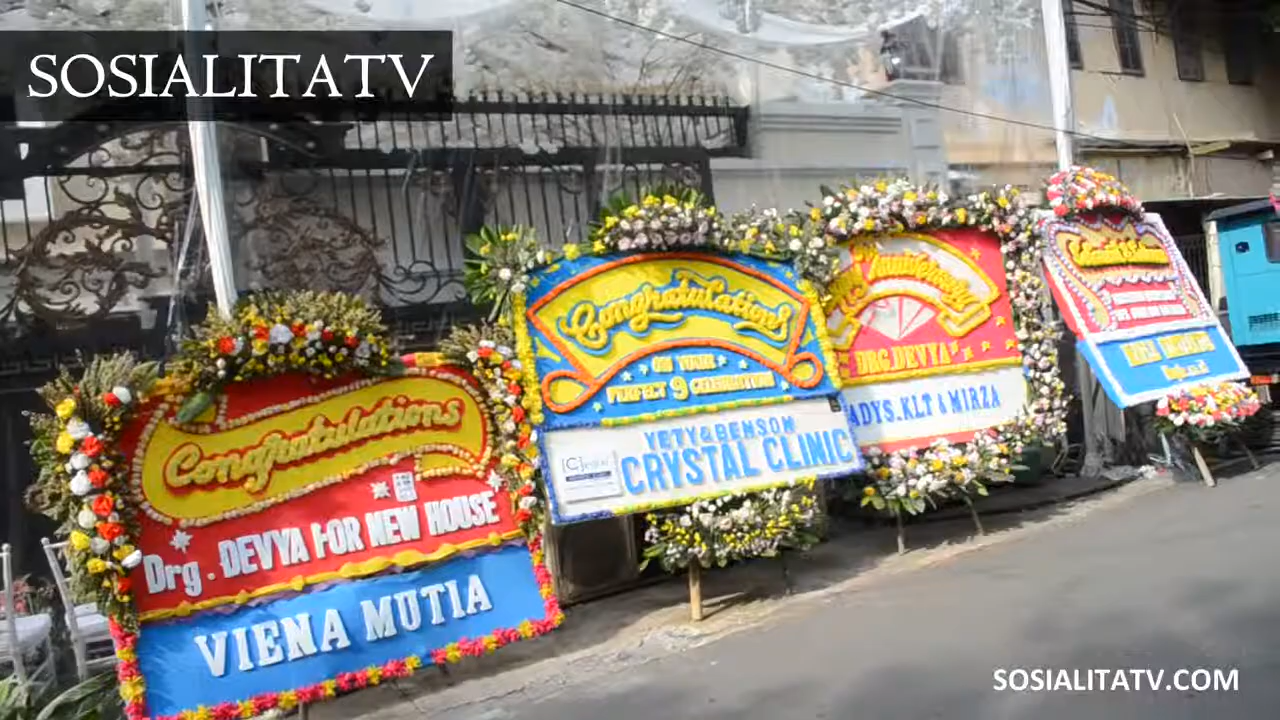 SOSIALITATV
Congratulations
Drg. DEVYA FOR NEW HOUSE
VIENA MUTIA
Congratulations
ON YOUR
PERFECT 9 CELEBRATION
YETY&BENSON
CRYSTAL CLINIC
Anniversary
DRG.DEVYA
ADYS.KLT & MIRZA
SOSIALITATV.COM